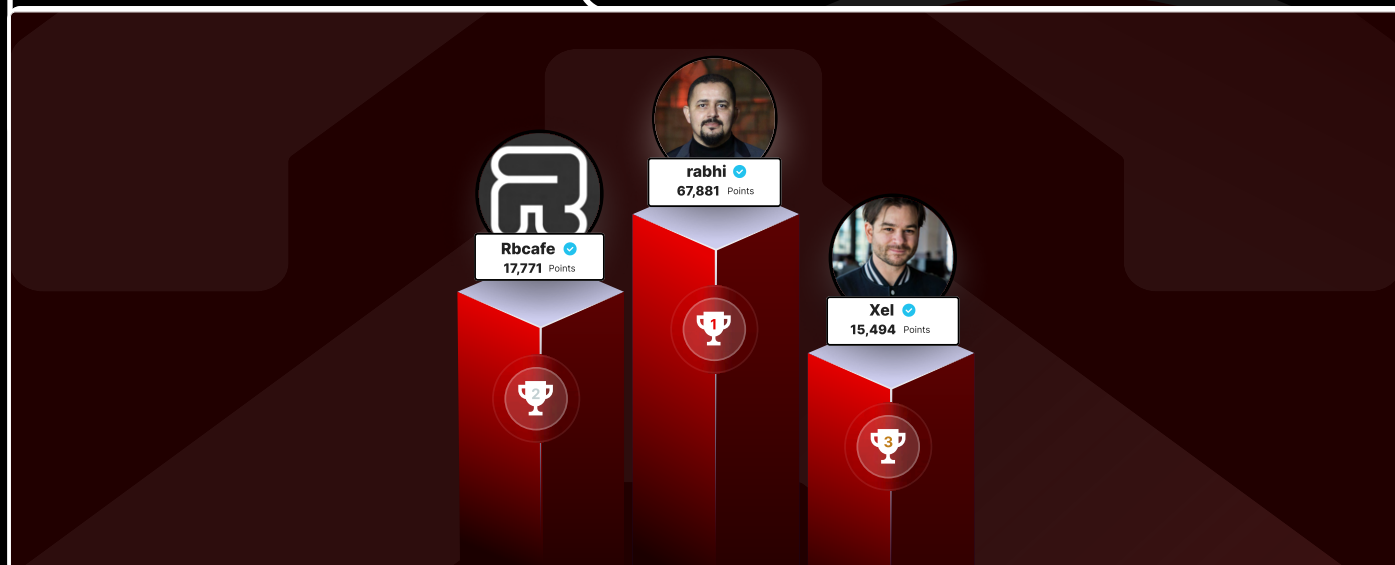 rabhi
67,881 Points
Rbcafe
17,771 Points
Xel
15,494 Points
1
2
3